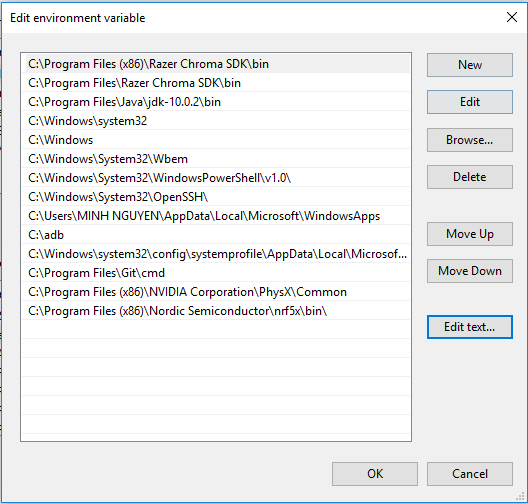 Edit environment variable
C:\Program Files (x86)\Razer Chroma SDK\bin
C:\Program Files\Razer Chroma SDK\bin
C:\Program Files\Java\jdk-10.0.2\bin
C:\Windows\system32
C:\Windows
C:\Windows\System32\Wbem
C:\Windows\System32\WindowsPowerShell\v1.0\
C:\Windows\System32\OpenSSH\
C:\Users\MINH NGUYEN\AppData\Local\Microsoft\WindowsApps
C:\adb
C:\Windows\system32\config\systemprofile\AppData\Local\Microsof...
C:\Program Files\Git\cmd
C:\Program Files (x86)\NVIDIA Corporation\PhysX\Common
C:\Program Files (x86)\Nordic Semiconductor\nrf5x\bin\
New
Edit
Browse...
Delete
Move Up
Move Down
Edit text...
OK
Cancel